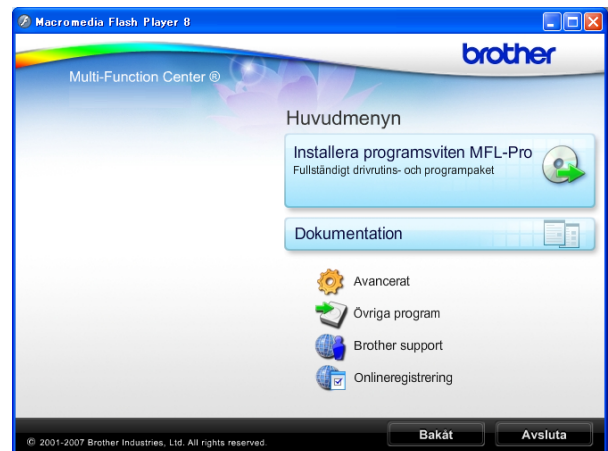 Macromedia Flash Player 8
brother
Multi-Function Center ®
Huvudmenyn
Installera programsviten MFL-Pro
Fullständigt drivrutins- och programpaket
Dokumentation
Avancerat
Övriga program
Brother support
Onlineregistrering
© 2001-2007 Brother Industries, Ltd. All rights reserved.
Bakåt
Avsluta